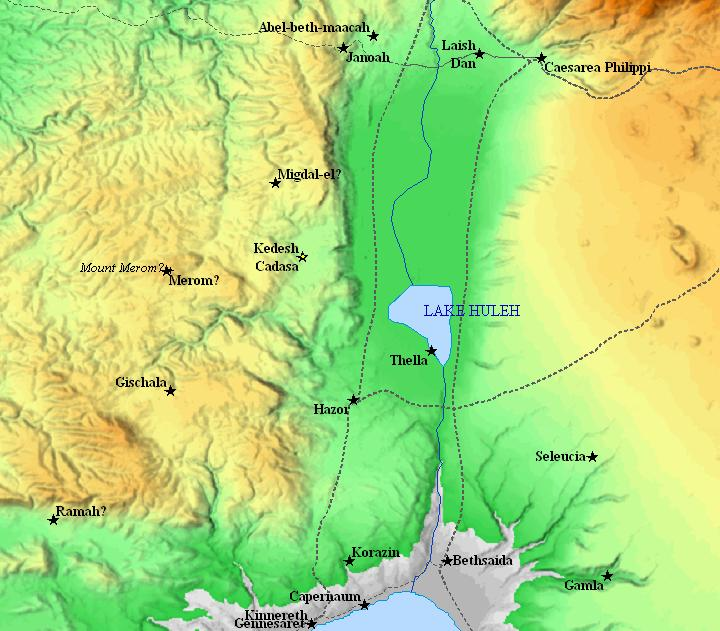 Abel-beth-maacah
Janoah
Laish
Dan
Caesarea Philippi
Migdal-el?
Kedesh
Cadasa
Mount Merom?
Merom?
LAKE HULEH
Thella
Gischala
Hazor
Seleucia
Ramah?
Korazin
Bethsaida
Gamla
Capernaum
Kinnereth
Gennesaret